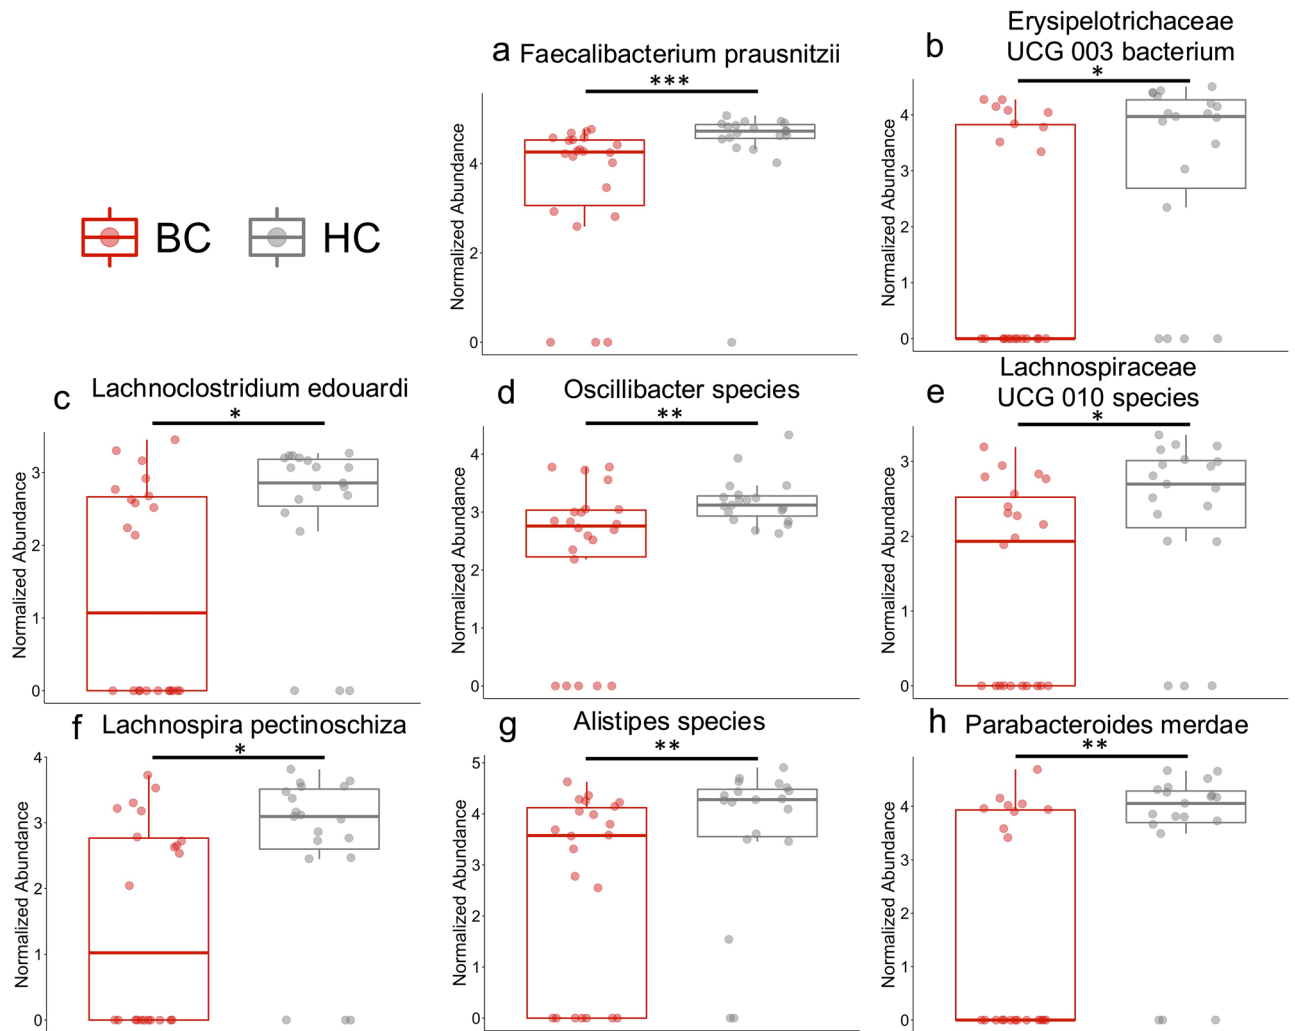 a Faecalibacterium prausnitzii
***
Normalized Abundance
4
2
0
b Erysipelotrichaceae
UCG 003 bacterium
*
Normalized Abundance
4
3
2
1
0
BC HC
c Lachnoclostridium edouardi
*
Normalized Abundance
3
2
1
0
d Oscillibacter species
**
Normalized Abundance
4
3
2
1
0
e Lachnospiraceae
UCG 010 species
*
Normalized Abundance
3
2
1
0
f Lachnospira pectinoschiza
*
Normalized Abundance
4
3
2
1
0
g Alistipes species
**
Normalized Abundance
5
4
3
2
1
0
h Parabacteroides merdae
**
Normalized Abundance
4
3
2
1
0